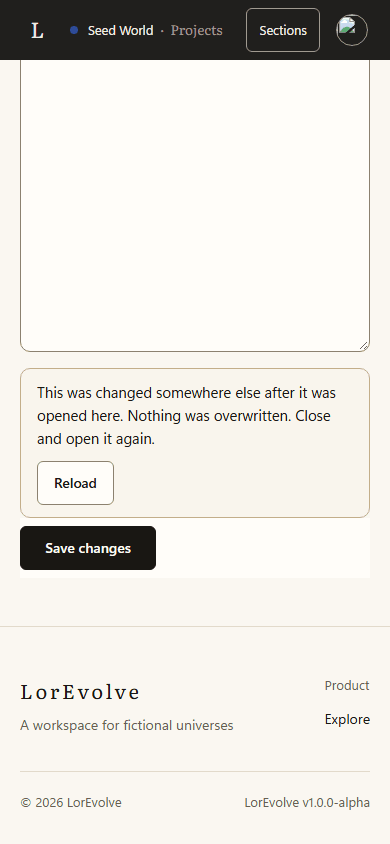 L
Seed World · Projects
Sections
This was changed somewhere else after it was
opened here. Nothing was overwritten. Close
and open it again.
Reload
Save changes
LorEvolve
Product
A workspace for fictional universes
Explore
© 2026 LorEvolve
LorEvolve v1.0.0-alpha